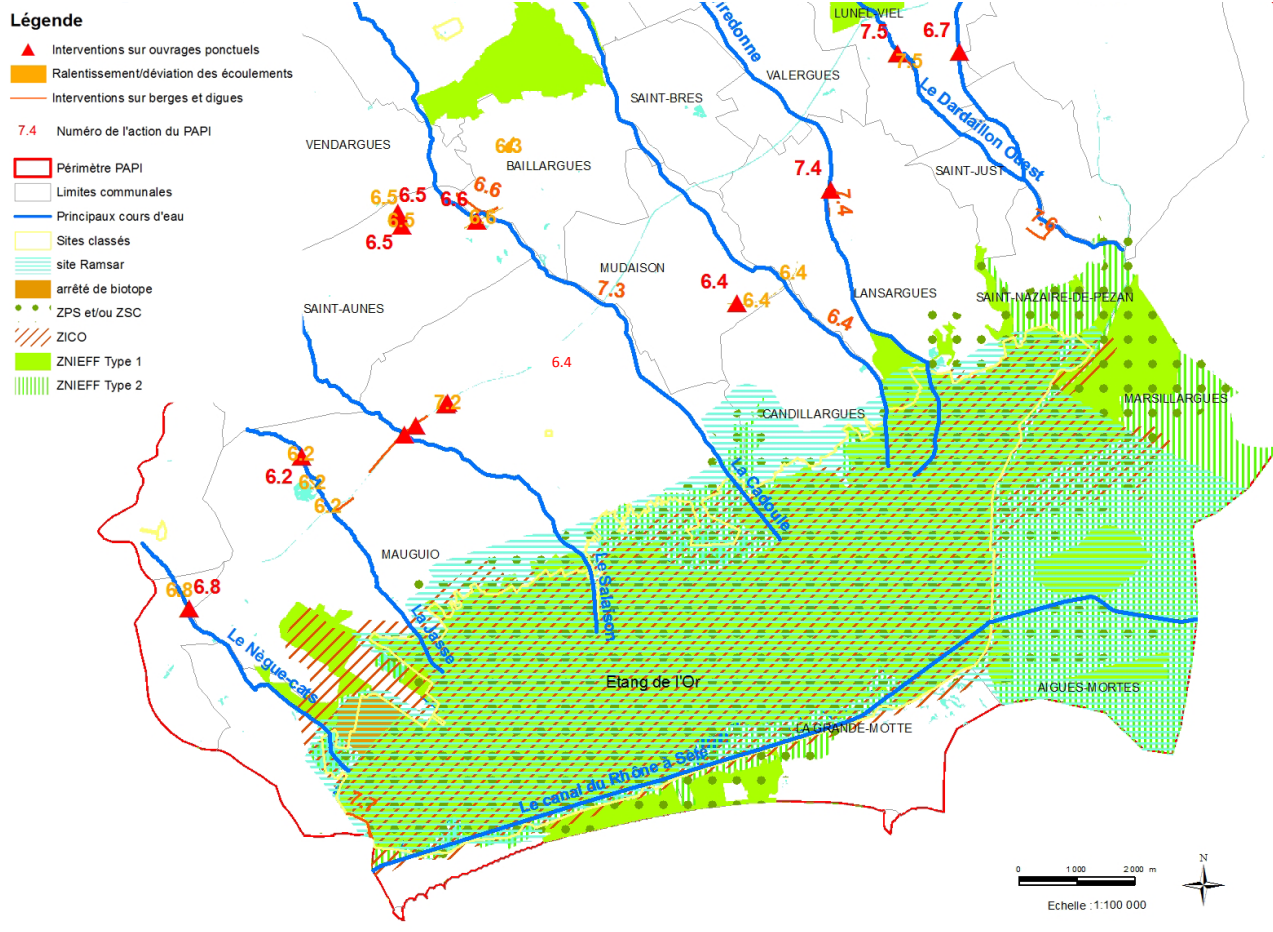 Légende
Interventions sur ouvrages ponctuels
Ralentissement/déviation des écoulements
Interventions sur berges et digues
7.4 Numéro de l'action du PAPI
Périmètre PAPI
Limites communales
Principaux cours d'eau
Sites classés
site Ramsar
arrêté de biotope
ZPS et/ou ZSC
ZICO
ZNIEFF Type 1
ZNIEFF Type 2
LUNEL-VIEL
7.5
6.7
7.5
VALERGUES
SAINT-BRES
Le Dardaillon Ouest
VENDARGUES
6.3
BAILLARGUES
SAINT-JUST
7.4
7.4
6.5
6.5
6.5
6.5
6.6
6.6
6.6
7.6
MUDAISON
7.3
6.4
6.4
6.4
6.4
LANSARGUES
SAINT-NAZAIRE-DE-PEZAN
SAINT-AUNES
6.4
7.2
CANDILLARGUES
MARSILLARGUES
6.2
6.2
6.2
6.2
La Cadoule
MAUGUIO
Le Salaison
6.8
6.8
La Jasse
Le Nègue-cats
Etang de l'Or
AIGUES-MORTES
LA GRANDE-MOTTE
Le canal du Rhône à Sète
7.7
N
0 1 000 2 000 m
Echelle : 1:100 000